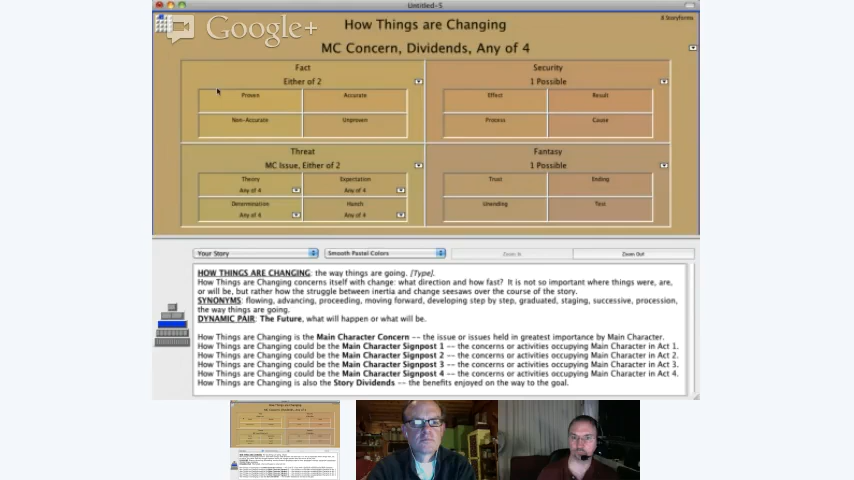 Untitled-5
Google+
8 Storyforms
How Things are Changing
MC Concern, Dividends, Any of 4
Fact
Either of 2
Proven
Accurate
Non-Accurate
Unproven
Security
1 Possible
Effect
Result
Process
Cause
Threat
MC Issue, Either of 2
Theory
Any of 4
Expectation
Any of 4
Determination
Any of 4
Hunch
Any of 4
Fantasy
1 Possible
Trust
Ending
Unending
Test
Your Story
Smooth Pastel Colors
Zoom In
Zoom Out
HOW THINGS ARE CHANGING: the way things are going. [Type].
How Things are Changing concerns itself with change: what direction and how fast? It is not so important where things were, are,
or will be, but rather how the struggle between inertia and change seesaws over the course of the story.
SYNONYMS: flowing, advancing, proceeding, moving forward, developing step by step, graduated, staging, successive, procession,
the way things are going.
DYNAMIC PAIR: The Future, what will happen or what will be.
How Things are Changing is the Main Character Concern -- the issue or issues held in greatest importance by Main Character.
How Things are Changing could be the Main Character Signpost 1 -- the concerns or activities occupying Main Character in Act 1.
How Things are Changing could be the Main Character Signpost 2 -- the concerns or activities occupying Main Character in Act 2.
How Things are Changing could be the Main Character Signpost 3 -- the concerns or activities occupying Main Character in Act 3.
How Things are Changing could be the Main Character Signpost 4 -- the concerns or activities occupying Main Character in Act 4.
How Things are Changing is also the Story Dividends -- the benefits enjoyed on the way to the goal.